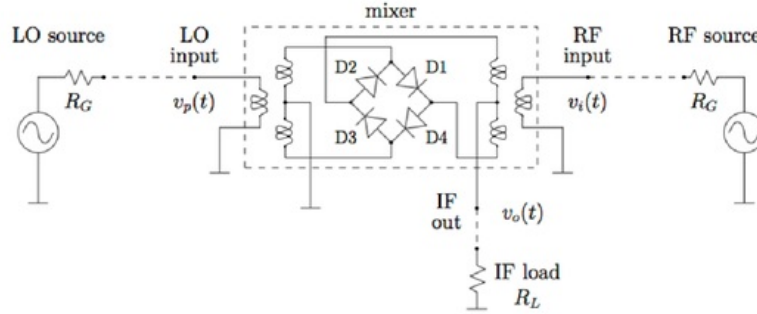 mixer
LO source
LO
input
RF
input
RF source
D2
D1
R_G
v_p(t)
v_i(t)
R_G
D3
D4
IF
out
v_o(t)
IF load
R_L